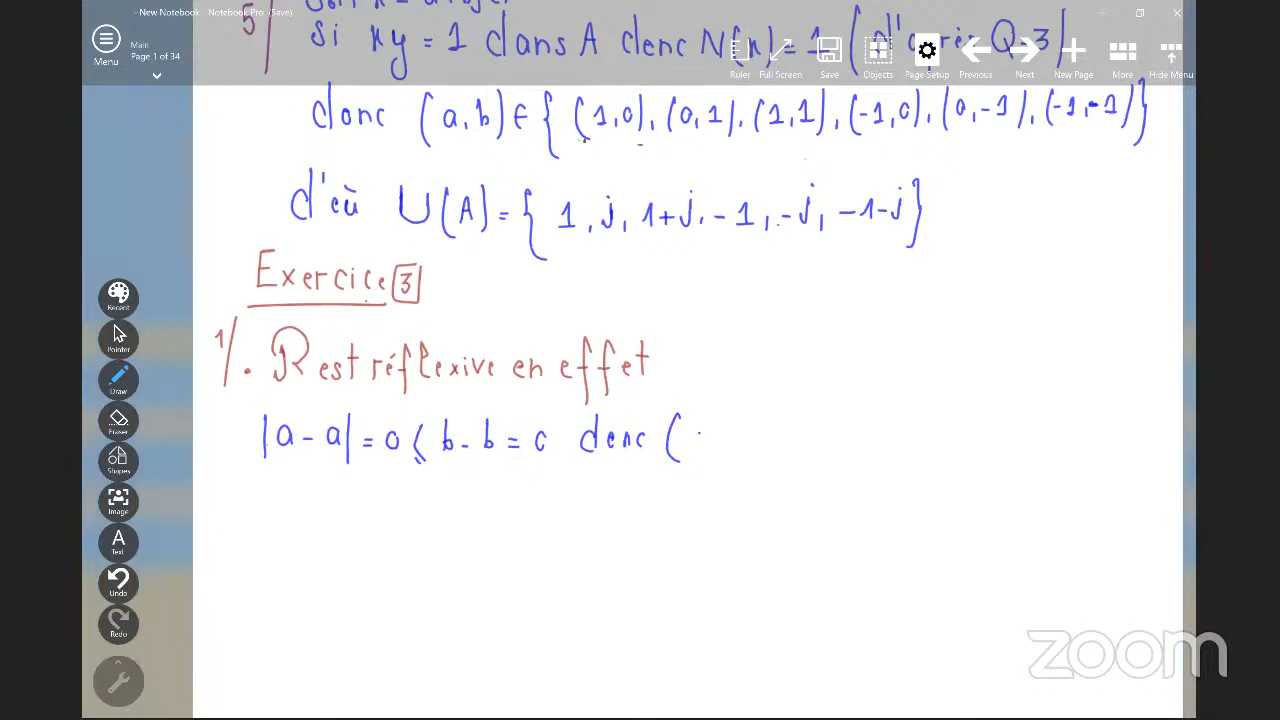 - New Notebook - Notebook Pro (Save)
Menu
Main
Page 1 of 34
Ruler
Full Screen
Save
Objects
Page Setup
Previous
Next
New Page
More
Hide Menu
5/
Si xy = 1 dans A donc N(x) = 1 (d'après Q 3)
donc (a,b) ∈ { (1,0), (0,1), (1,1), (-1,0), (0,-1), (-1,-1) }
d'où U(A) = { 1, j, 1+j, -1, -j, -1-j }
Exercice 3
1/. R est réflexive en effet
|a - a| = 0 ≤ b - b = 0 donc (
Recent
Pointer
Draw
Eraser
Shapes
Image
Text
Undo
Redo
zoom